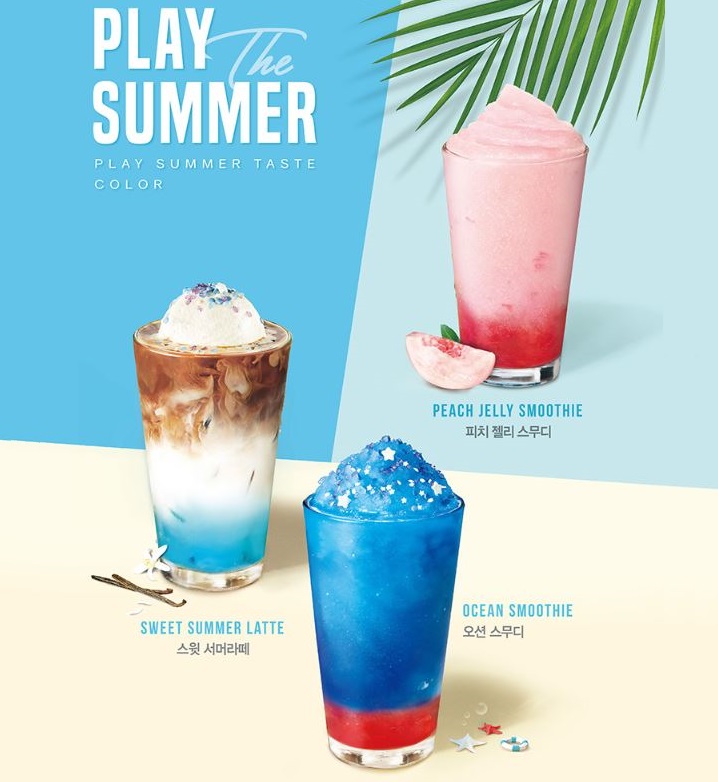 PLAY The
SUMMER
PLAY SUMMER TASTE
COLOR
PEACH JELLY SMOOTHIE
피치 젤리 스무디
OCEAN SMOOTHIE
오션 스무디
SWEET SUMMER LATTE
스윗 서머라떼